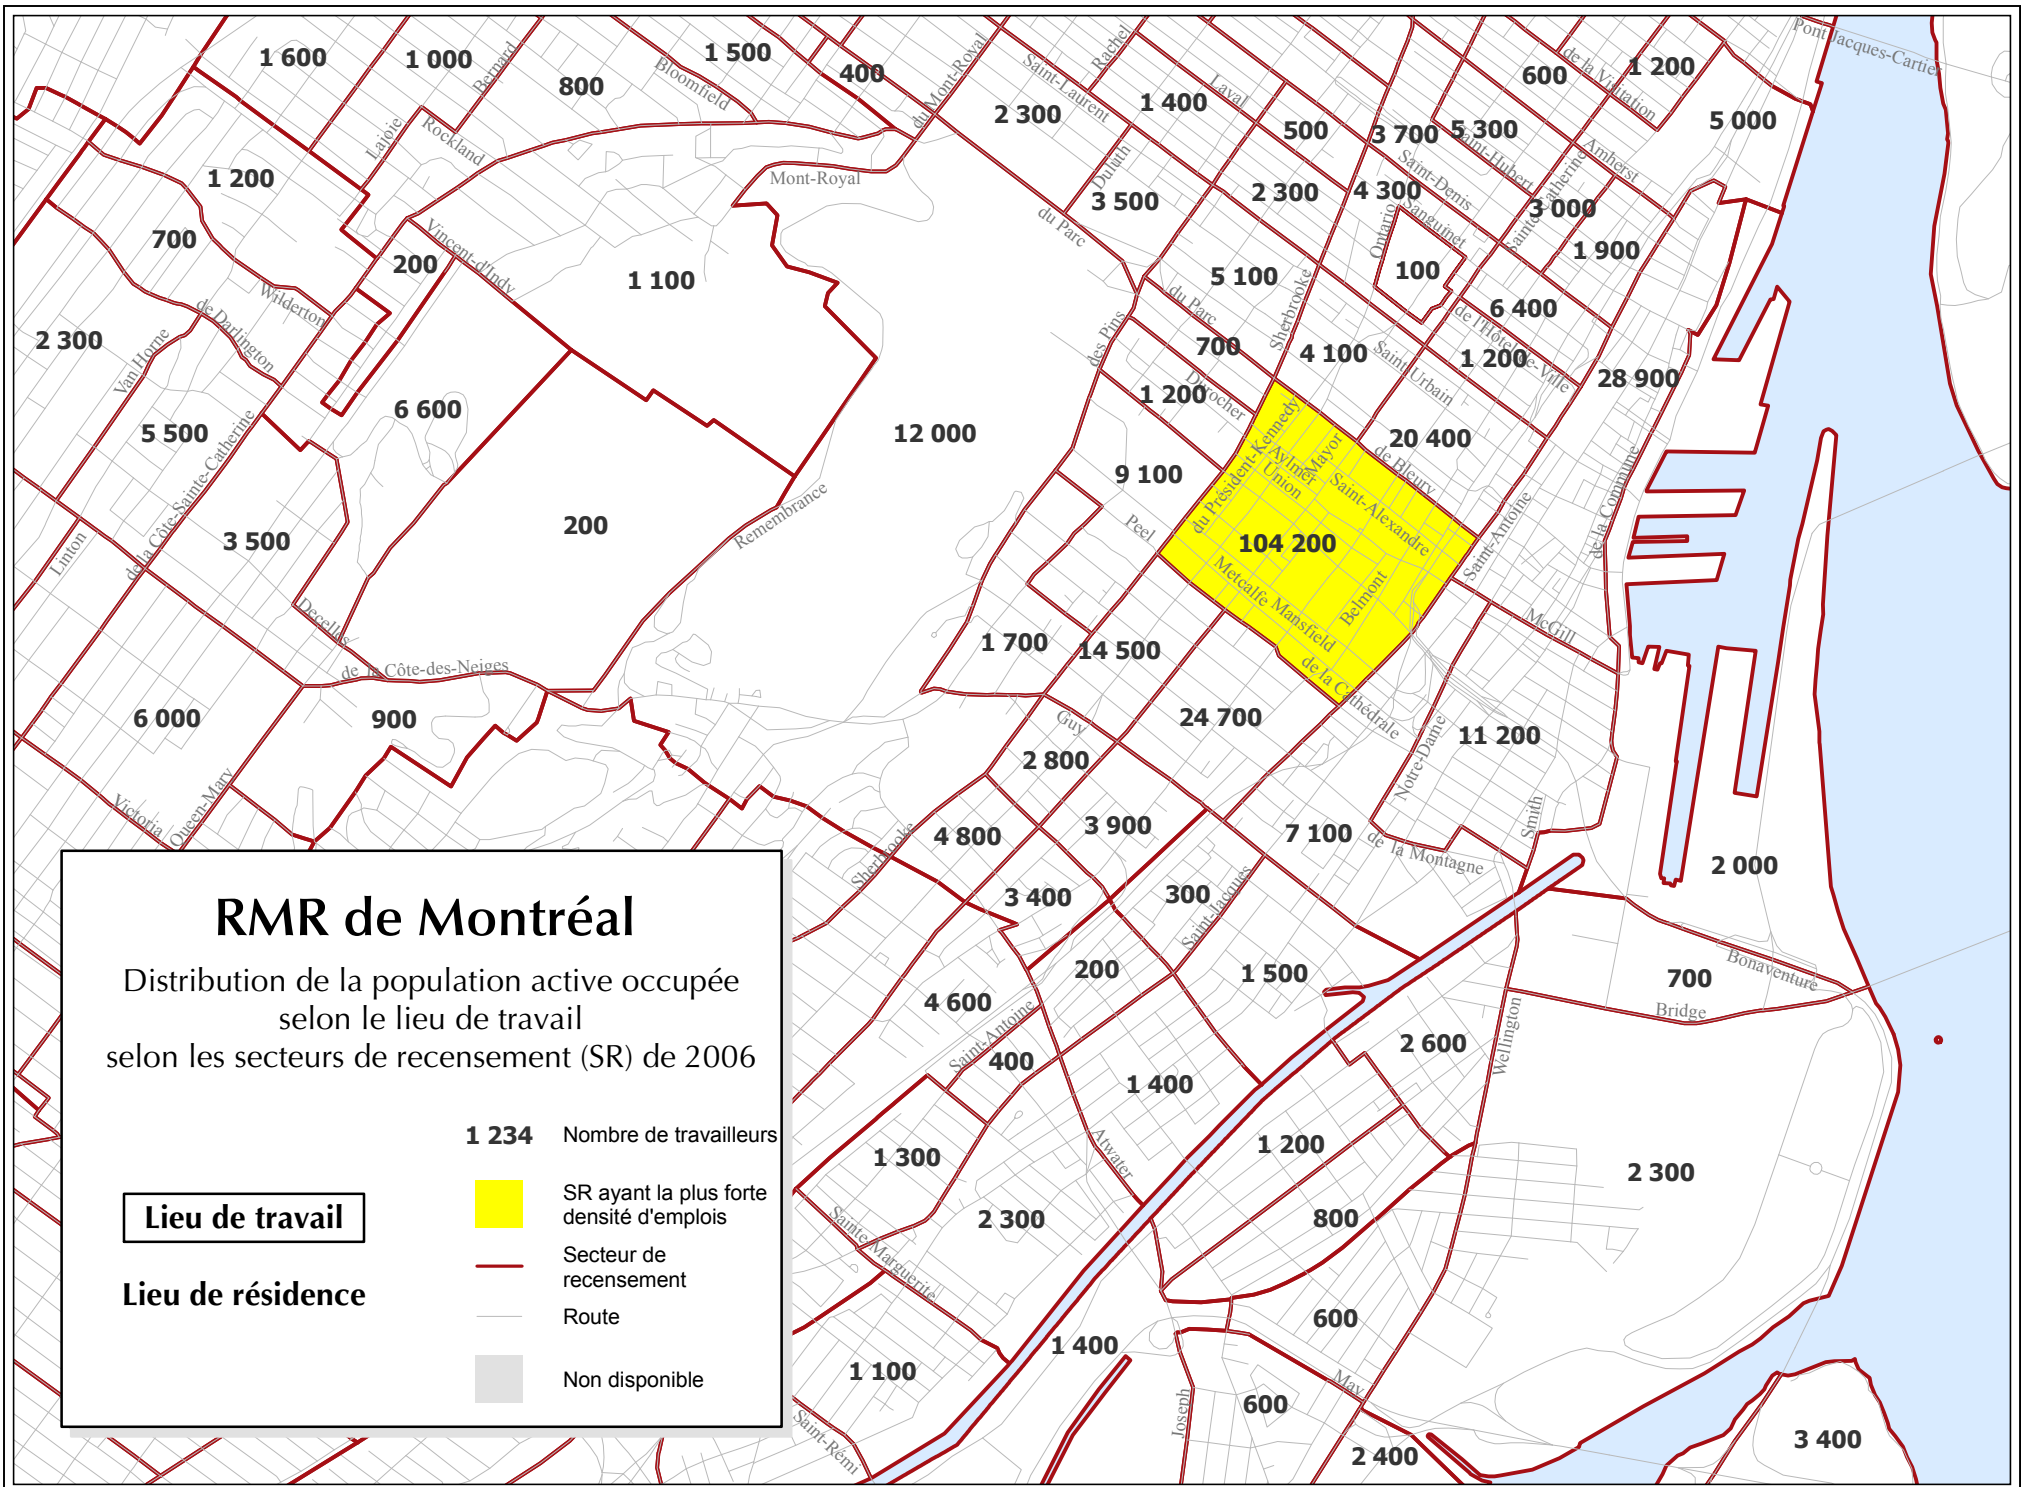 1 600
1 000
Bernard
800
Bloomfield
1 500
400
du Mont-Royal
Saint-Laurent
Rachel
2 300
1 400
Laval
500
3 700
5 300
600
de la Visitation
1 200
5 000
Pont Jacques-Cartier
Lajoie
Rockland
1 200
700
200
Vincent-d'Indy
1 100
Mont-Royal
Duluth
3 500
du Parc
2 300
4 300
Saint-Denis
Saint-Hubert
Amherst
Sainte-Catherine
3 000
1 900
Ontario
Sanguinet
100
5 100
Sherbrooke
du Parc
6 400
de l'Hôtel-de-Ville
Wilderton
de Darlington
2 300
Van Horne
5 500
6 600
12 000
des Pins
700
4 100
Saint-Urbain
1 200
28 900
1 200
Durocher
9 100
du Président-Kennedy
Aylmer
Mayor
Union
Saint-Alexandre
de Bleury
20 400
Saint-Antoine
de la Commune
de la Côte-Sainte-Catherine
3 500
200
Remembrance
Peel
104 200
Metcalfe
Mansfield
Belmont
de la Cathédrale
McGill
Linton
Decelles
de la Côte-des-Neiges
1 700
14 500
6 000
900
Guy
24 700
2 800
11 200
Notre-Dame
Victoria
Queen-Mary
Sherbrooke
4 800
3 900
7 100
de la Montagne
Smith
2 000
3 400
300
Saint-Jacques
200
1 500
700
Bonaventure
Bridge
4 600
Saint-Antoine
400
1 400
2 600
Wellington
1 300
Atwater
1 200
2 300
2 300
800
Sainte-Marguerite
600
1 400
1 100
Saint-Rémi
Joseph
600
May
2 400
3 400
RMR de Montréal
Distribution de la population active occupée
selon le lieu de travail
selon les secteurs de recensement (SR) de 2006
1 234 Nombre de travailleurs
SR ayant la plus forte
densité d'emplois
Lieu de travail
Secteur de
recensement
Lieu de résidence
Route
Non disponible